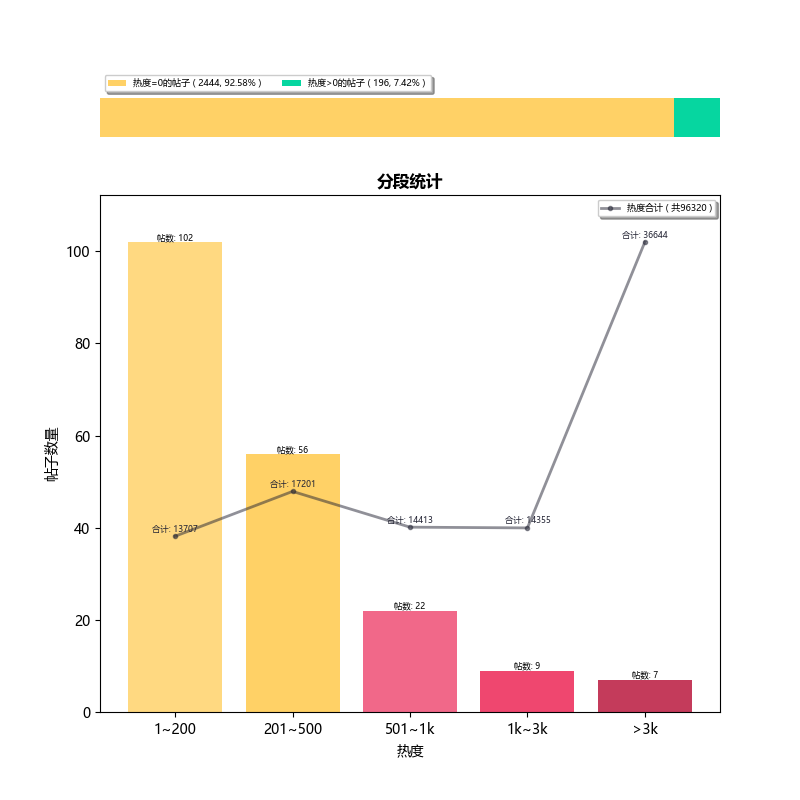 热度=0的帖子 ( 2444, 92.58% ) 热度>0的帖子 ( 196, 7.42% )
分段统计
热度合计 ( 共96320 )
合计: 36644
帖数: 102
100
80
60
帖子数量
帖数: 56
合计: 17201
合计: 13707
合计: 14413
合计: 14355
40
帖数: 22
20
帖数: 9
帖数: 7
0
1~200 201~500 501~1k 1k~3k >3k
热度